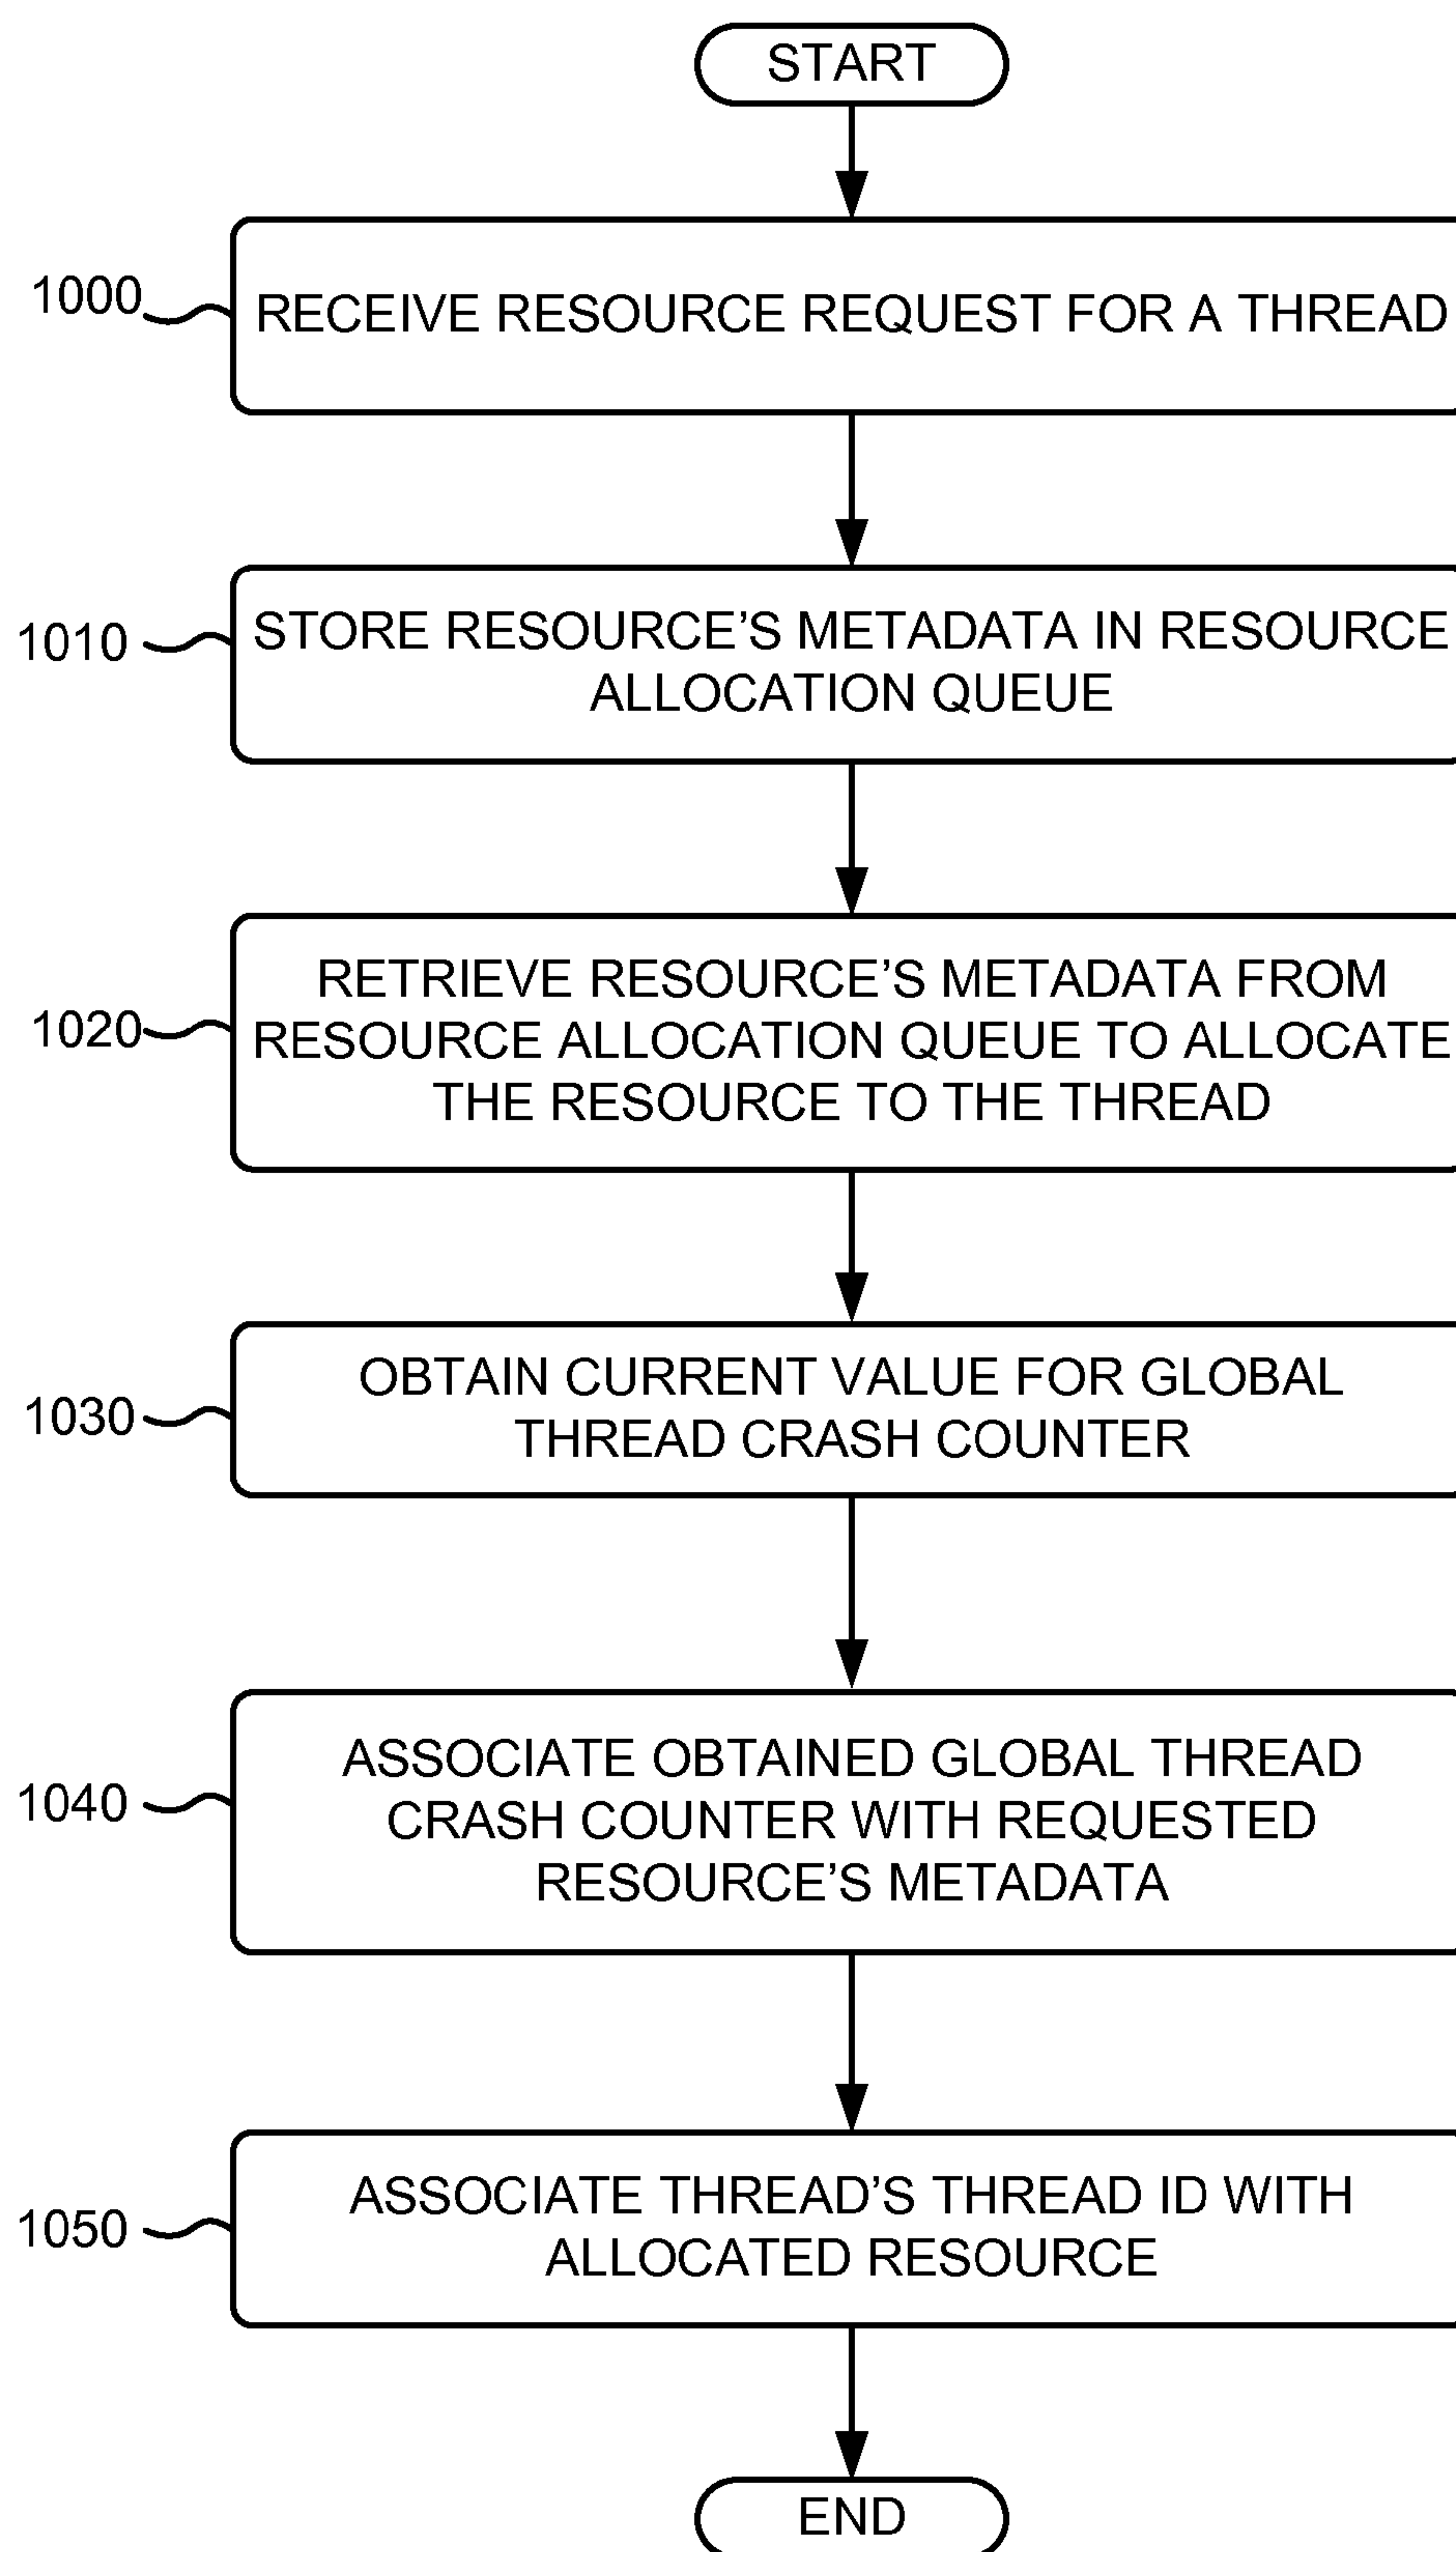 START
1000
RECEIVE RESOURCE REQUEST FOR A THREAD
1010
STORE RESOURCE’S METADATA IN RESOURCE
ALLOCATION QUEUE
1020
RETRIEVE RESOURCE’S METADATA FROM
RESOURCE ALLOCATION QUEUE TO ALLOCATE
THE RESOURCE TO THE THREAD
1030
OBTAIN CURRENT VALUE FOR GLOBAL
THREAD CRASH COUNTER
1040
ASSOCIATE OBTAINED GLOBAL THREAD
CRASH COUNTER WITH REQUESTED
RESOURCE’S METADATA
1050
ASSOCIATE THREAD’S THREAD ID WITH
ALLOCATED RESOURCE
END